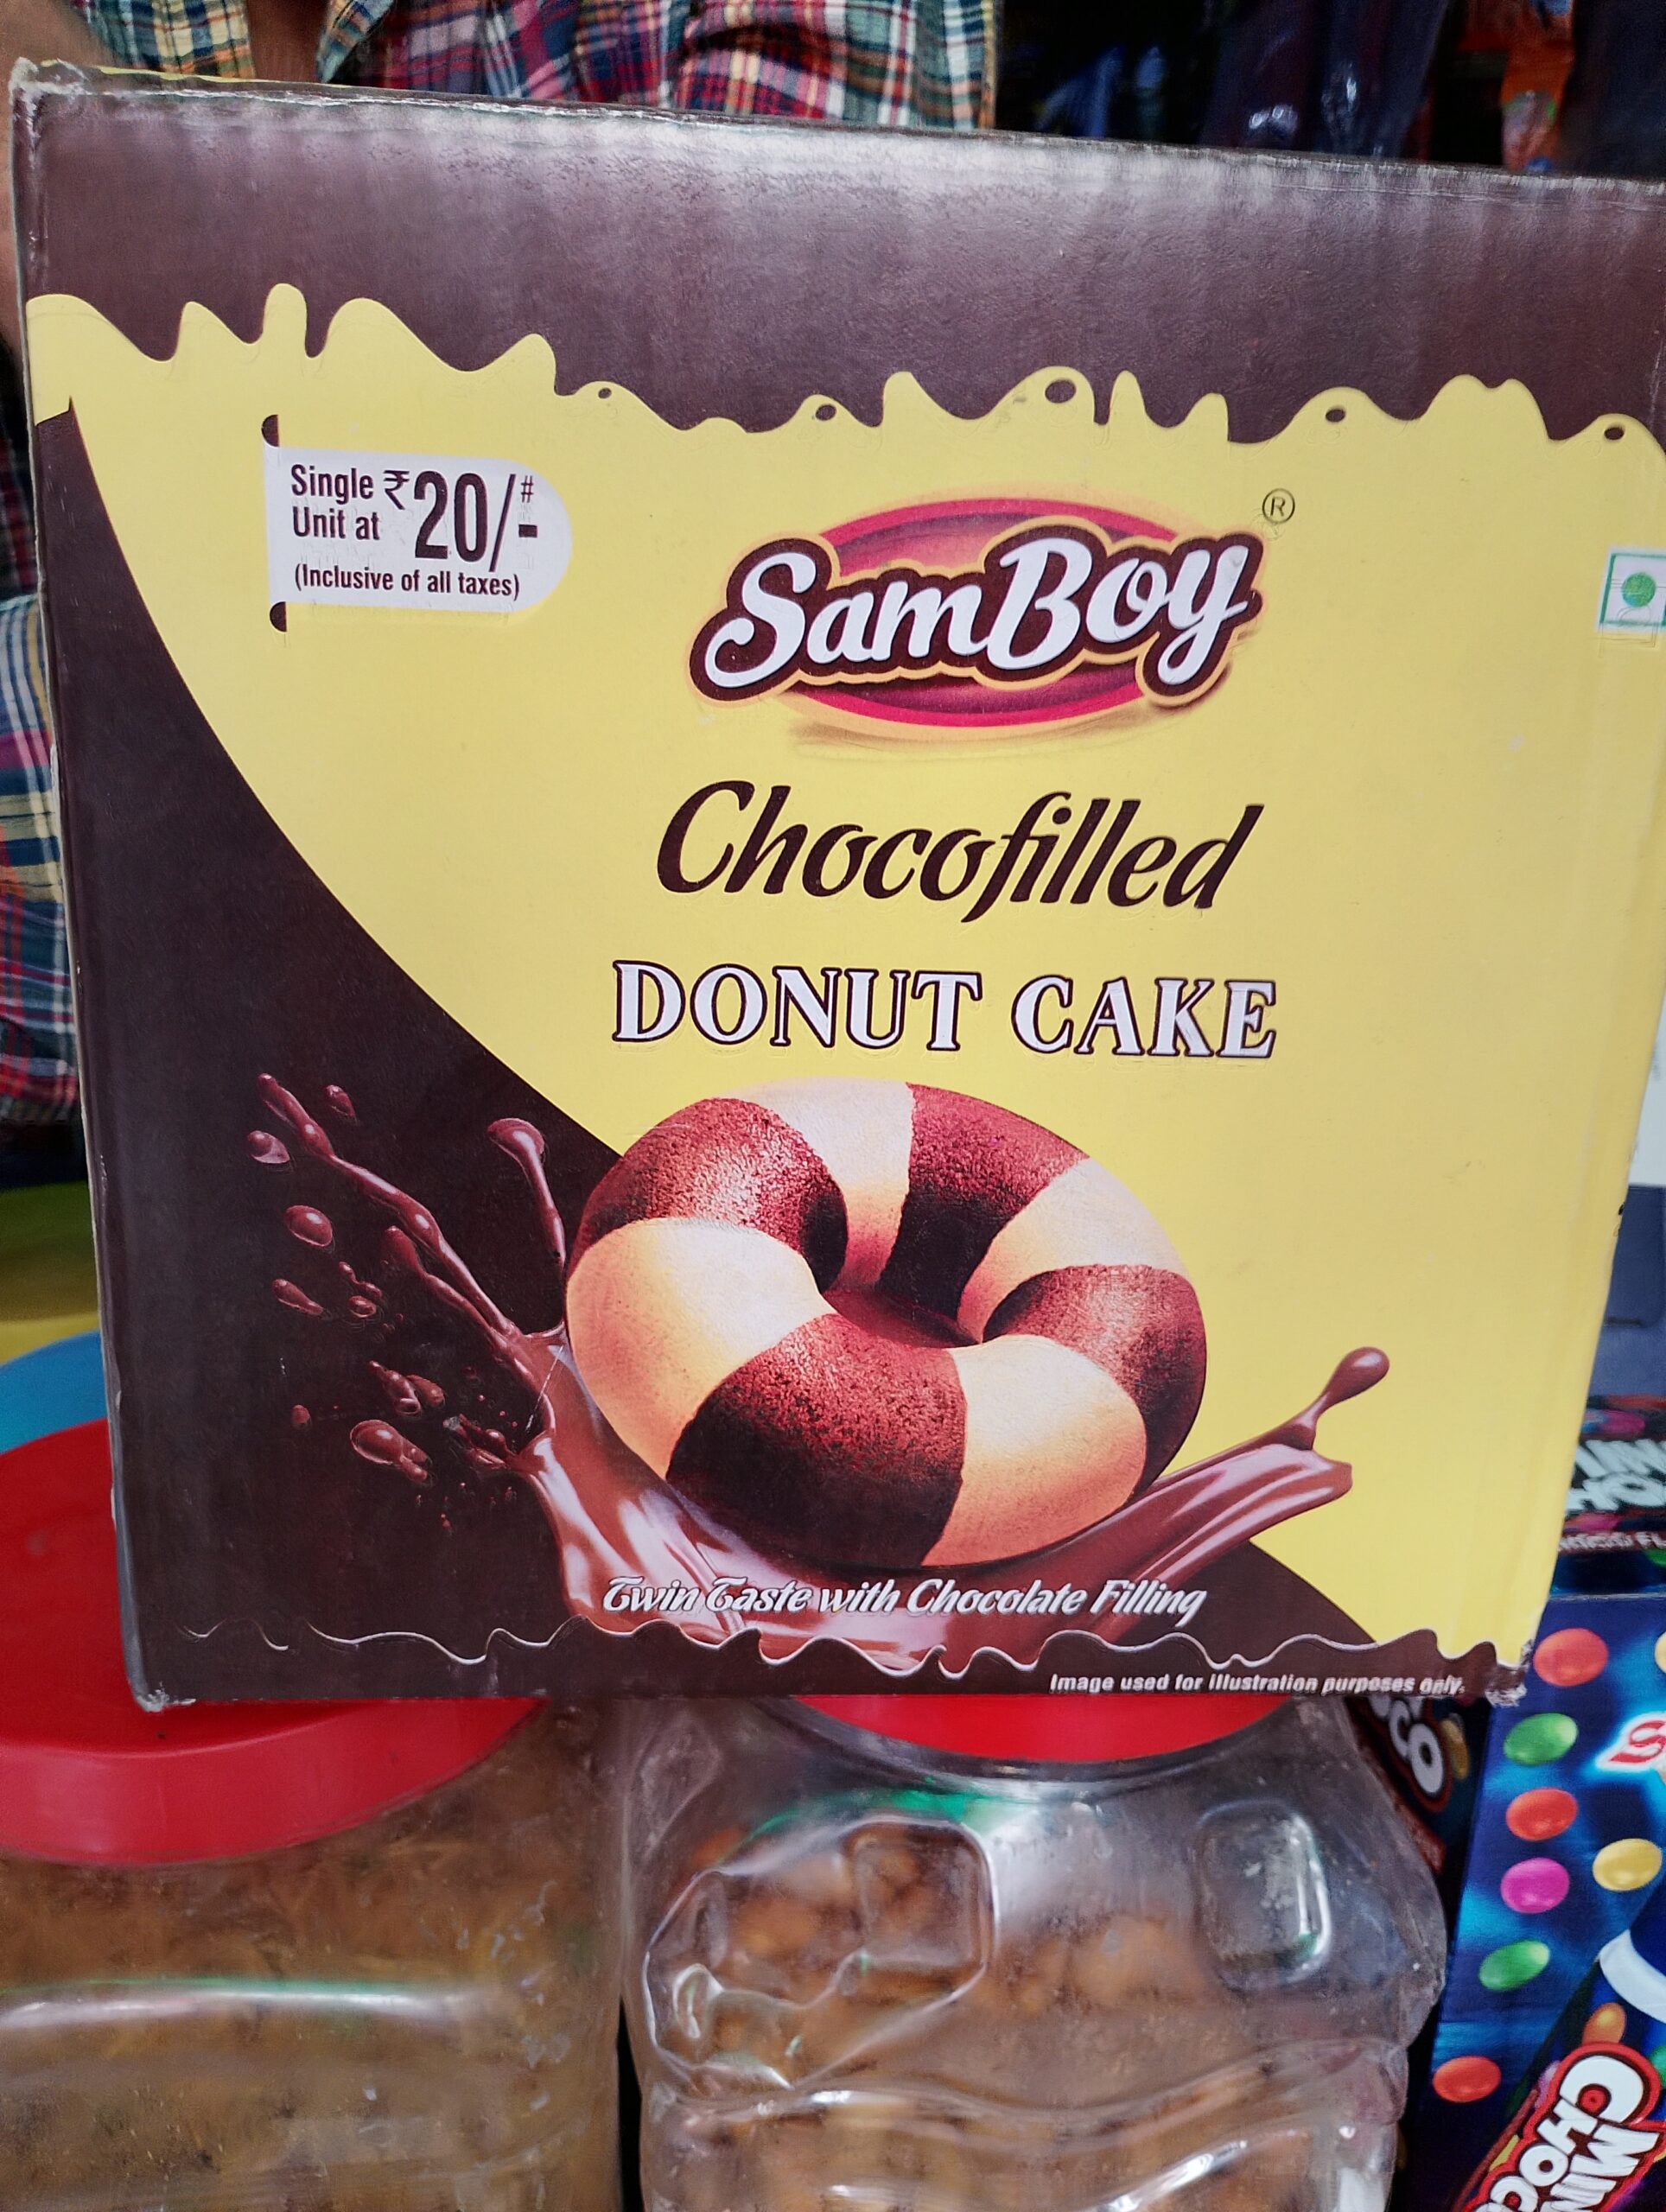 Single ₹20/-#
Unit at
(Inclusive of all taxes)
SamBoy ®
Chocofilled
DONUT CAKE
Twin Taste with Chocolate Filling
Image used for illustration purposes only.